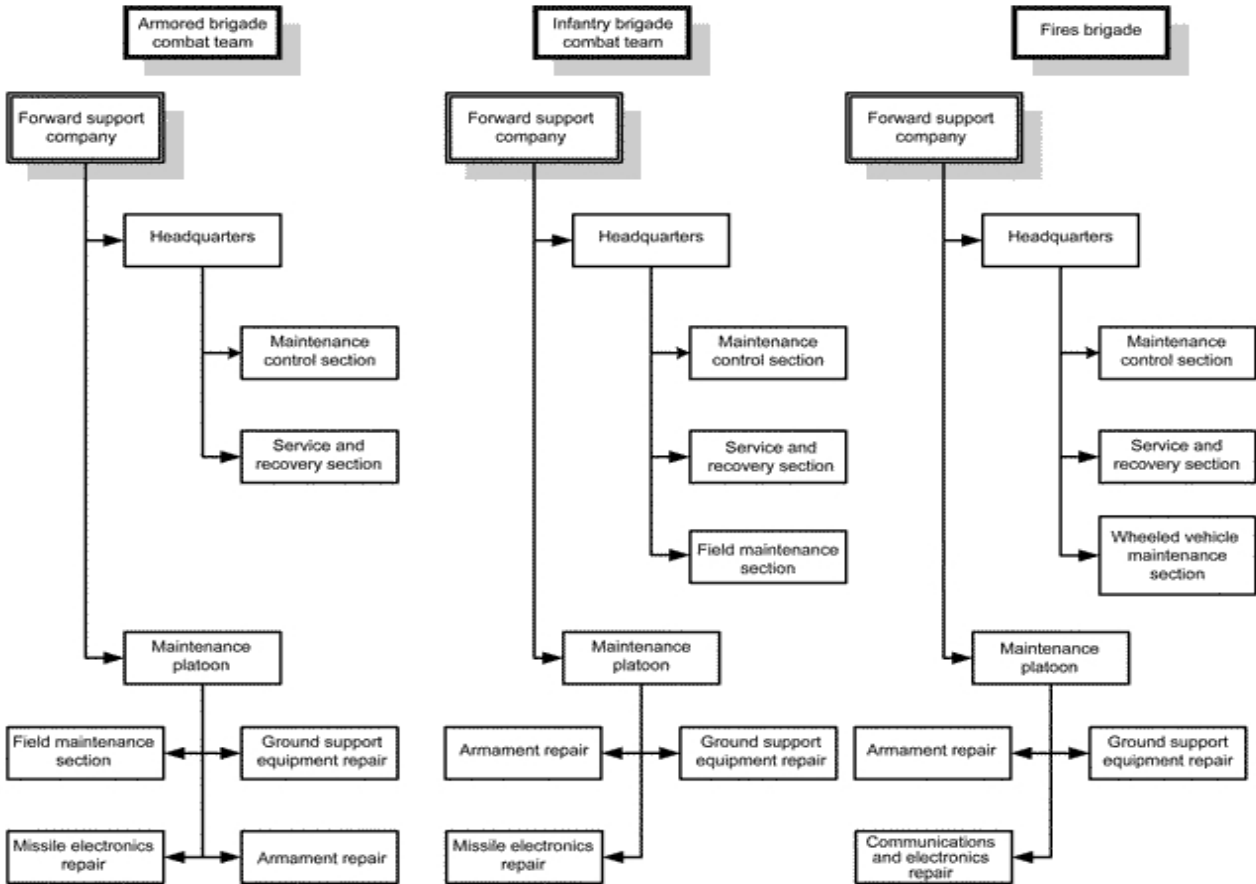 Armored brigade
combat team
Infantry brigade
combat team
Fires brigade
Forward support
company
Forward support
company
Forward support
company
Headquarters
Headquarters
Headquarters
Maintenance
control section
Maintenance
control section
Maintenance
control section
Service and
recovery section
Service and
recovery section
Service and
recovery section
Field maintenance
section
Wheeled vehicle
maintenance
section
Maintenance
platoon
Maintenance
platoon
Maintenance
platoon
Field maintenance
section
Ground support
equipment repair
Armament repair
Ground support
equipment repair
Armament repair
Ground support
equipment repair
Missile electronics
repair
Armament repair
Missile electronics
repair
Communications
and electronics
repair